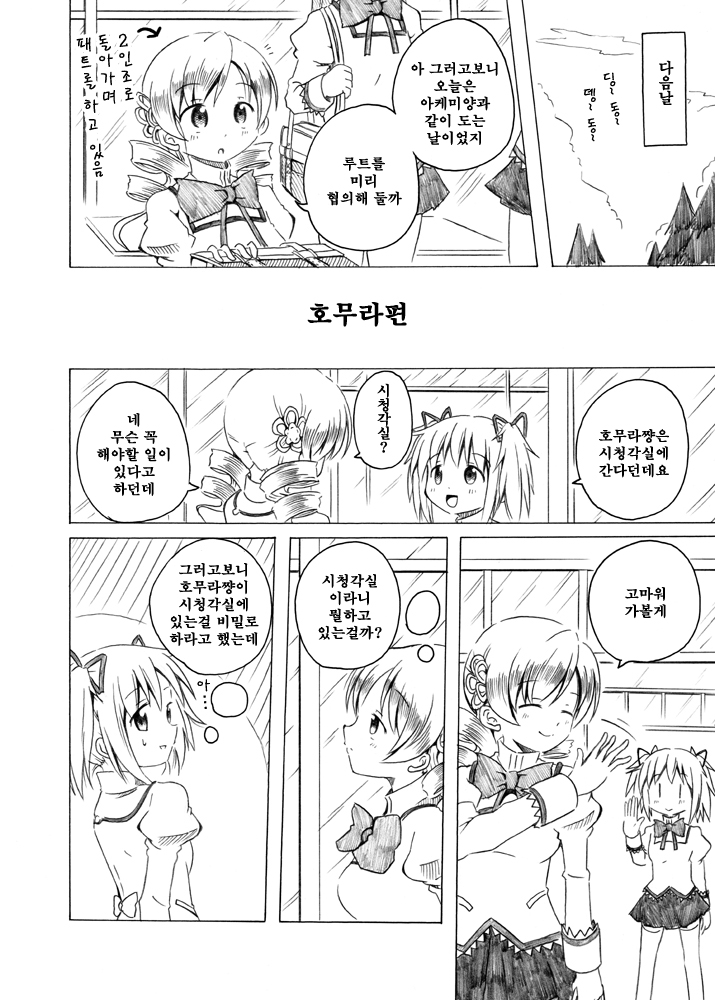 다음날
딩 동
뎅 동
아 그러고보니
오늘은
아케미양과
같이 도는
날이었지
루트를
미리
협의해 둘까
2인조로
돌아가며
패트롤하고 있음
호무라편
호무라쨩은
시청각실에
간다던데요
시청각실?
네
무슨 꼭
해야할 일이
있다고
하던데
고마워
가볼게
시청각실
이라니
뭘하고
있는걸까?
그러고보니
호무라쨩이
시청각실에
있는걸 비밀로
하라고 했는데
아…